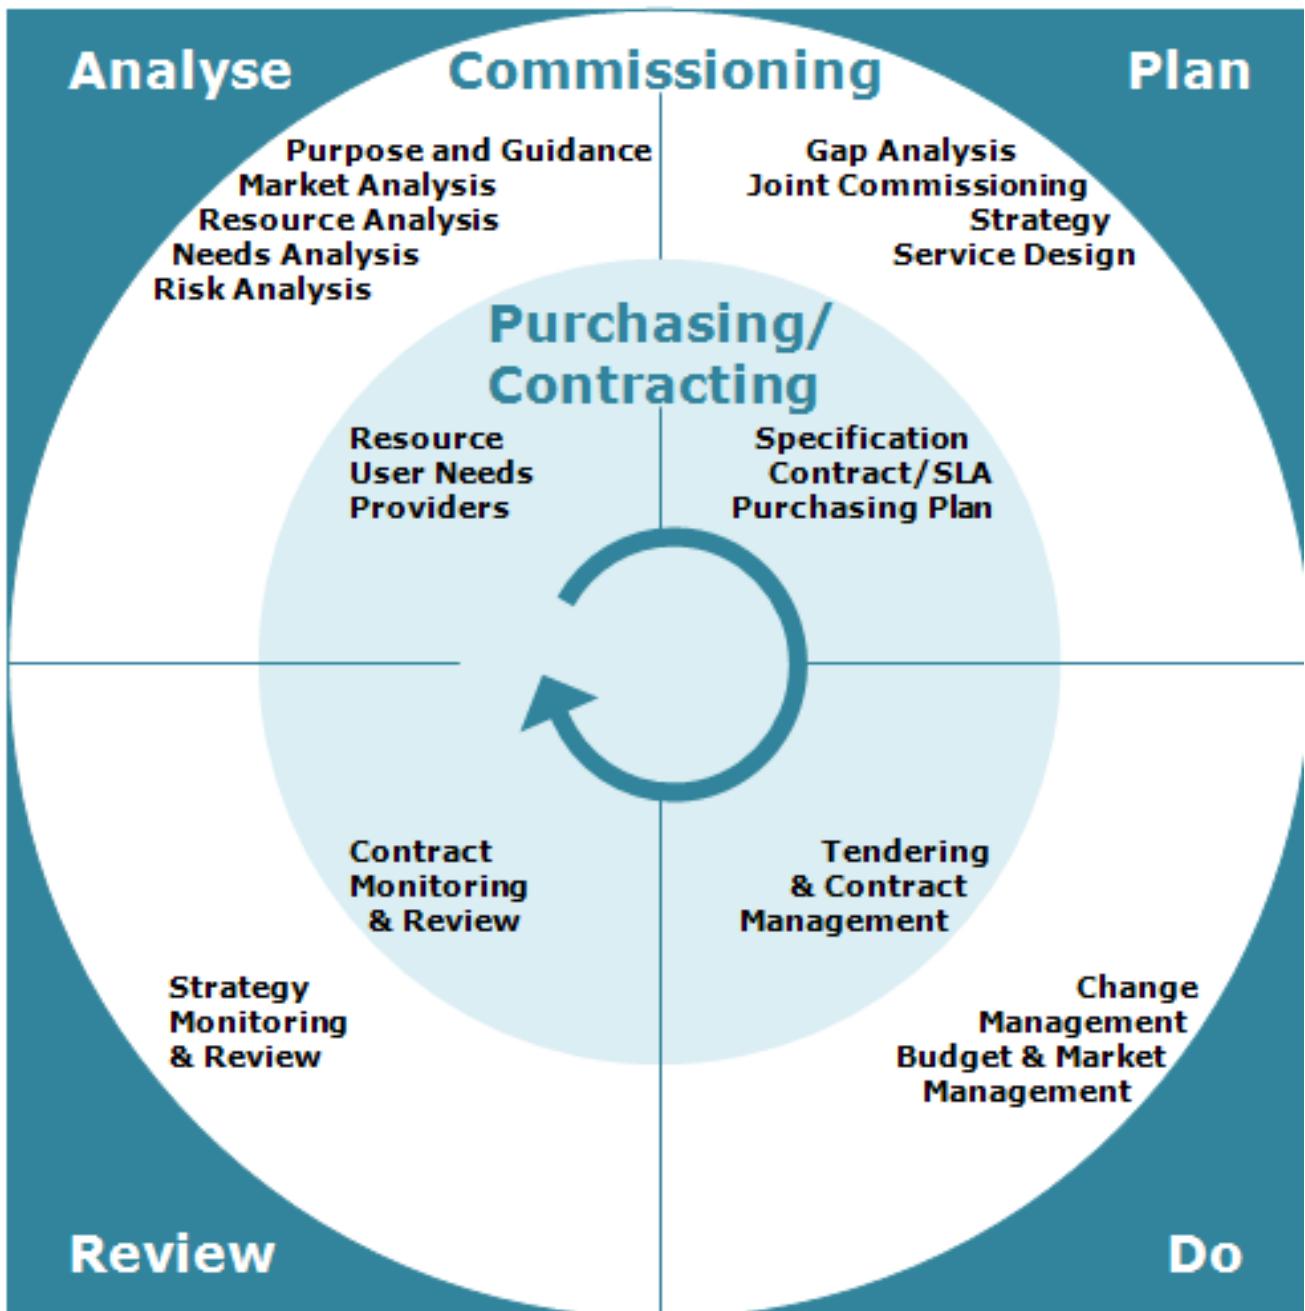 Analyse
Commissioning
Plan
Purpose and Guidance
Market Analysis
Resource Analysis
Needs Analysis
Risk Analysis
Gap Analysis
Joint Commissioning
Strategy
Service Design
Purchasing/
Contracting
Resource
User Needs
Providers
Specification
Contract/SLA
Purchasing Plan
Contract
Monitoring
& Review
Tendering
& Contract
Management
Strategy
Monitoring
& Review
Change
Management
Budget & Market
Management
Review
Do